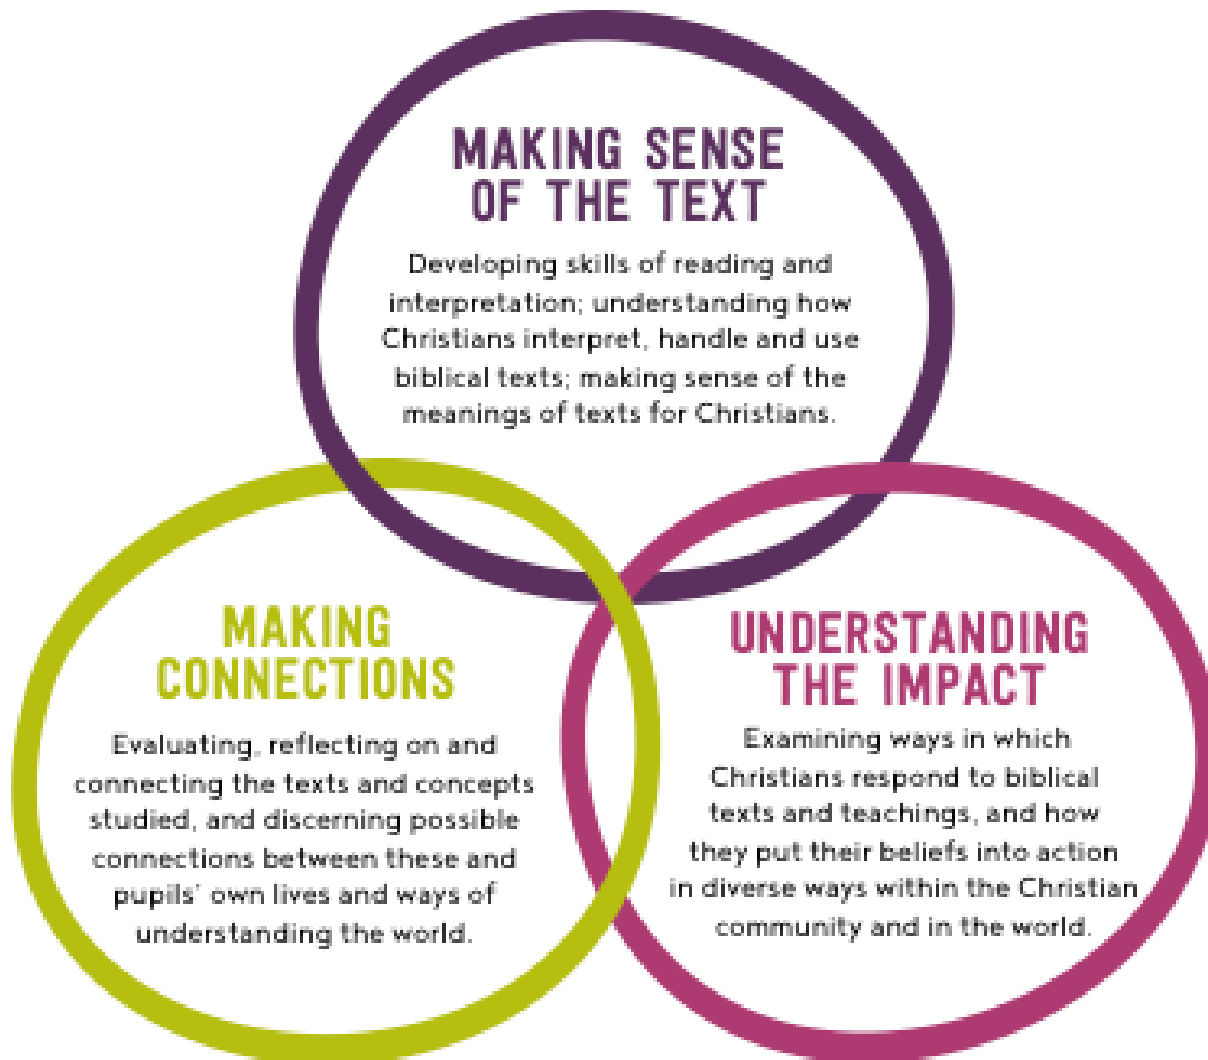 MAKING SENSE
OF THE TEXT
Developing skills of reading and
interpretation; understanding how
Christians interpret, handle and use
biblical texts; making sense of the
meanings of texts for Christians.
MAKING
CONNECTIONS
Evaluating, reflecting on and
connecting the texts and concepts
studied, and discerning possible
connections between these and
pupils' own lives and ways of
understanding the world.
UNDERSTANDING
THE IMPACT
Examining ways in which
Christians respond to biblical
texts and teachings, and how
they put their beliefs into action
in diverse ways within the Christian
community and in the world.